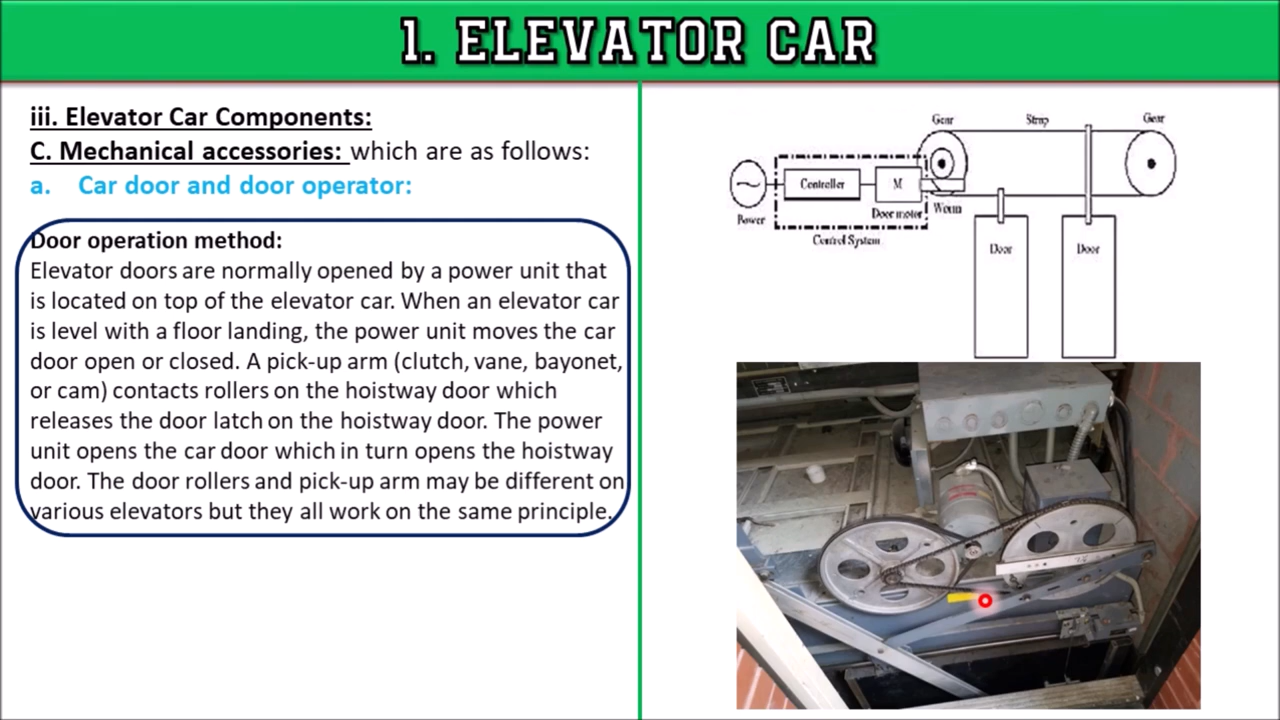 1. ELEVATOR CAR
iii. Elevator Car Components:
C. Mechanical accessories: which are as follows:
a. Car door and door operator:
Door operation method:
Elevator doors are normally opened by a power unit that
is located on top of the elevator car. When an elevator car
is level with a floor landing, the power unit moves the car
door open or closed. A pick-up arm (clutch, vane, bayonet,
or cam) contacts rollers on the hoistway door which
releases the door latch on the hoistway door. The power
unit opens the car door which in turn opens the hoistway
door. The door rollers and pick-up arm may be different on
various elevators but they all work on the same principle.
Gear
Strap
Gear
Controller
M
Power
Door motor
Worm
Control System
Door
Door